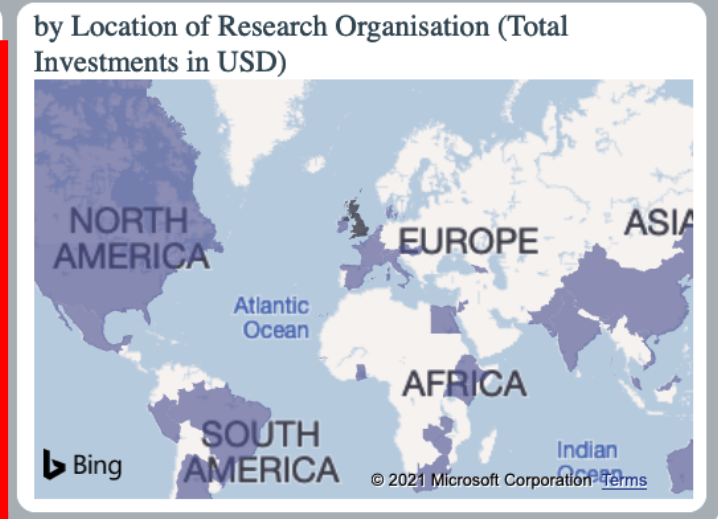 by Location of Research Organisation (Total
Investments in USD)
NORTH
AMERICA
EUROPE
ASIA
Atlantic
Ocean
AFRICA
SOUTH
AMERICA
Indian
Ocean
Bing
© 2021 Microsoft Corporation Terms